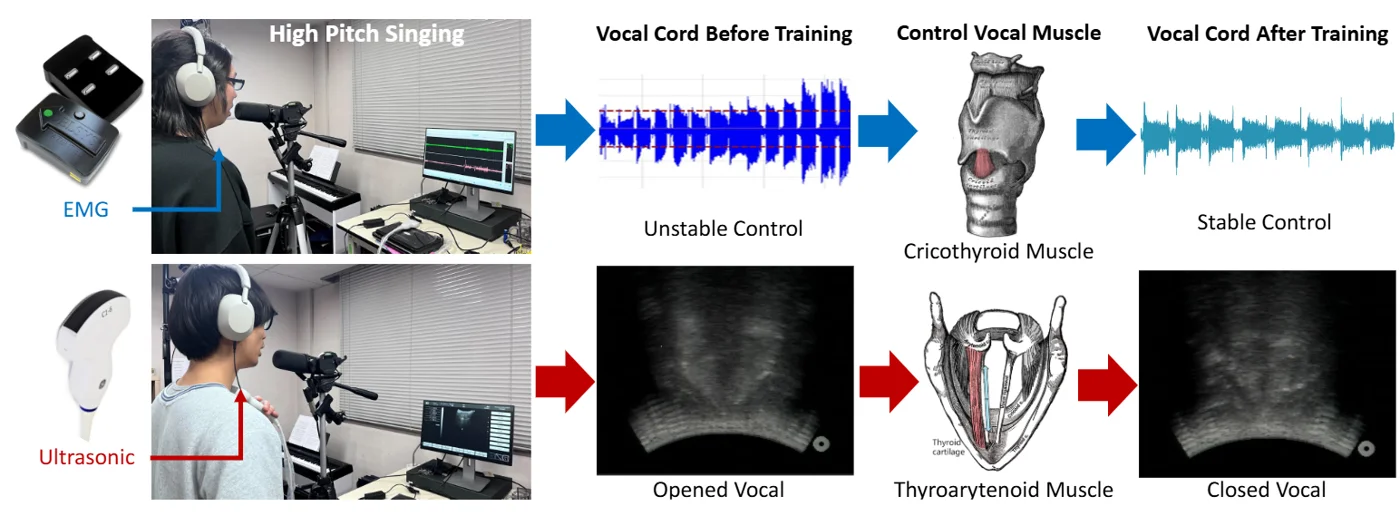 High Pitch Singing
Vocal Cord Before Training
Control Vocal Muscle
Vocal Cord After Training
EMG
Unstable Control
Cricothyroid Muscle
Stable Control
Ultrasonic
Thyroid
cartilage
Opened Vocal
Thyroarytenoid Muscle
Closed Vocal